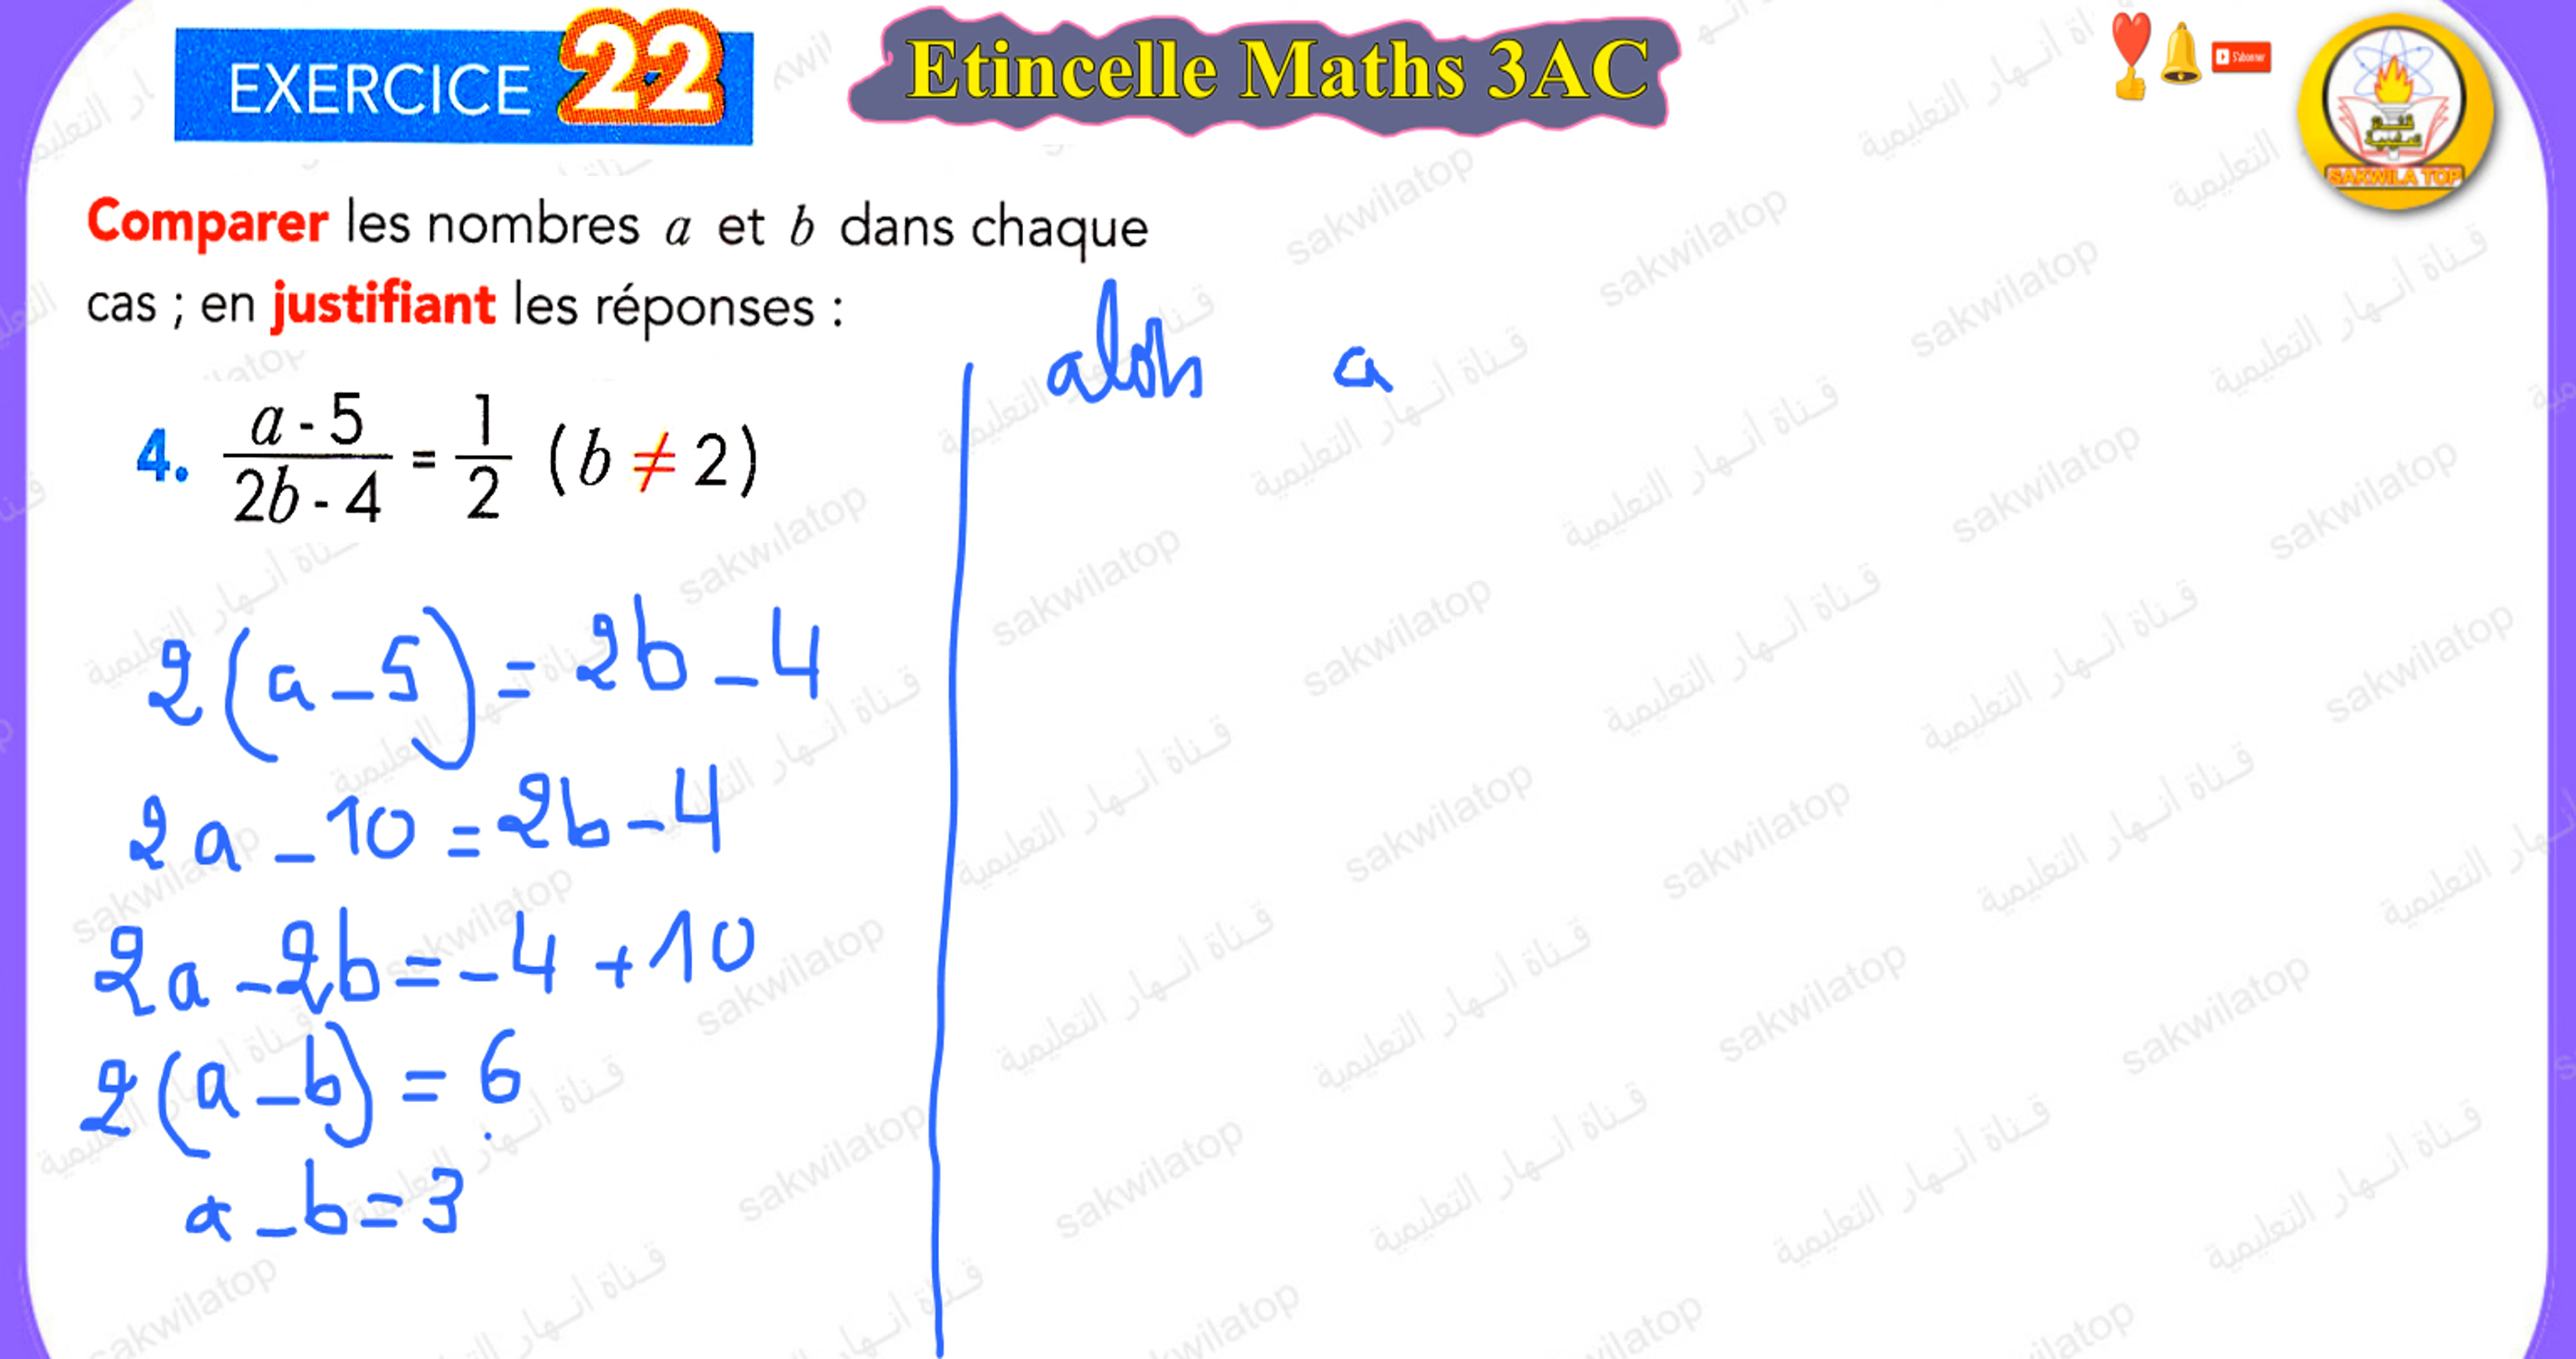 EXERCICE 22
Etincelle Maths 3AC
S'abonner
SAKWILA TOP
Comparer les nombres a et b dans chaque
cas ; en justifiant les réponses :
4. (a - 5)/(2b - 4) = 1/2 (b ≠ 2)
2(a - 5) = 2b - 4
2a - 10 = 2b - 4
2a - 2b = - 4 + 10
2(a - b) = 6
a - b = 3
alors a
sakwilatop
قناة أنهار التعليمية